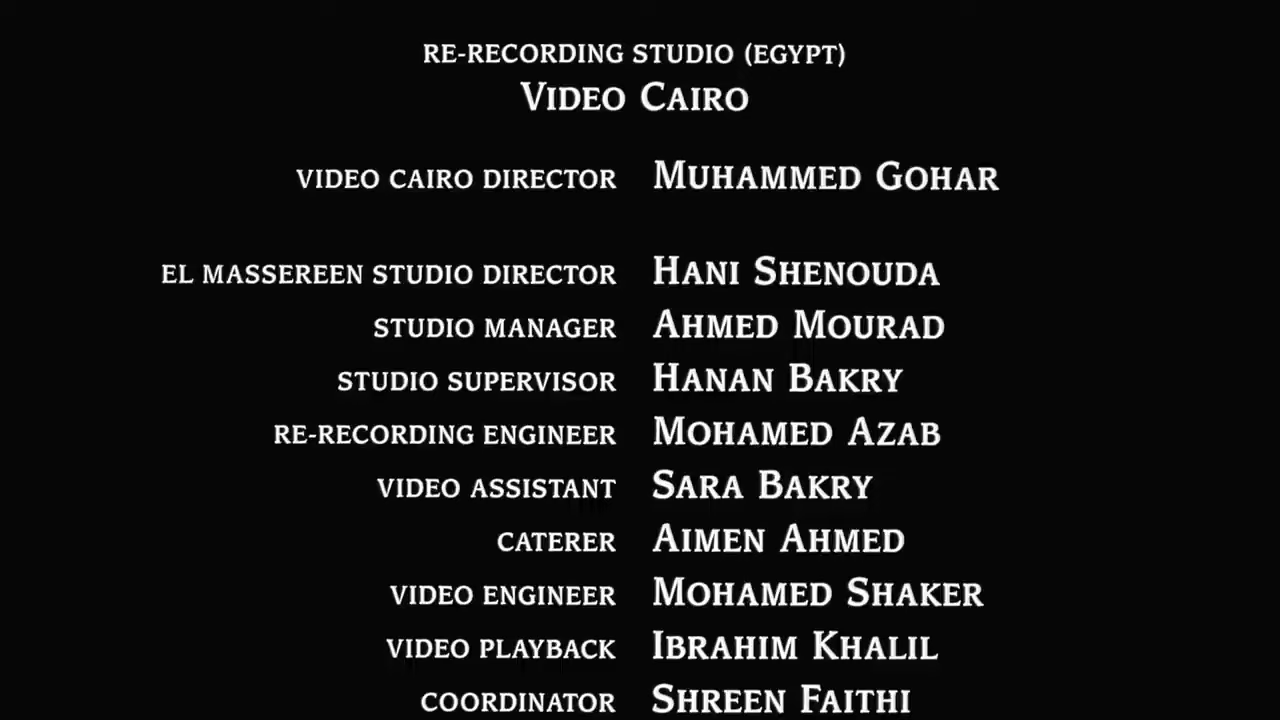 RE-RECORDING STUDIO (EGYPT)
VIDEO CAIRO
VIDEO CAIRO DIRECTOR MUHAMMED GOHAR
EL MASSEREEN STUDIO DIRECTOR HANI SHENOUDA
STUDIO MANAGER AHMED MOURAD
STUDIO SUPERVISOR HANAN BAKRY
RE-RECORDING ENGINEER MOHAMED AZAB
VIDEO ASSISTANT SARA BAKRY
CATERER AIMEN AHMED
VIDEO ENGINEER MOHAMED SHAKER
VIDEO PLAYBACK IBRAHIM KHALIL
COORDINATOR SHREEN FAITHI